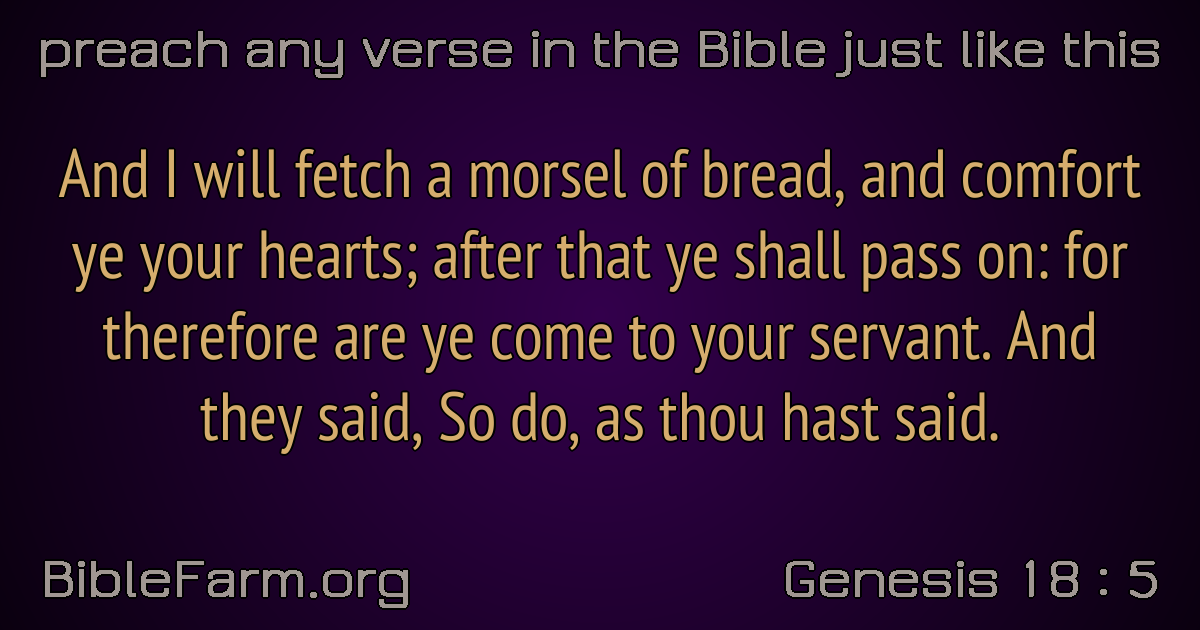 preach any verse in the Bible just like this
And I will fetch a morsel of bread, and comfort
ye your hearts; after that ye shall pass on: for
therefore are ye come to your servant. And
they said, So do, as thou hast said.
BibleFarm.org
Genesis 18 : 5